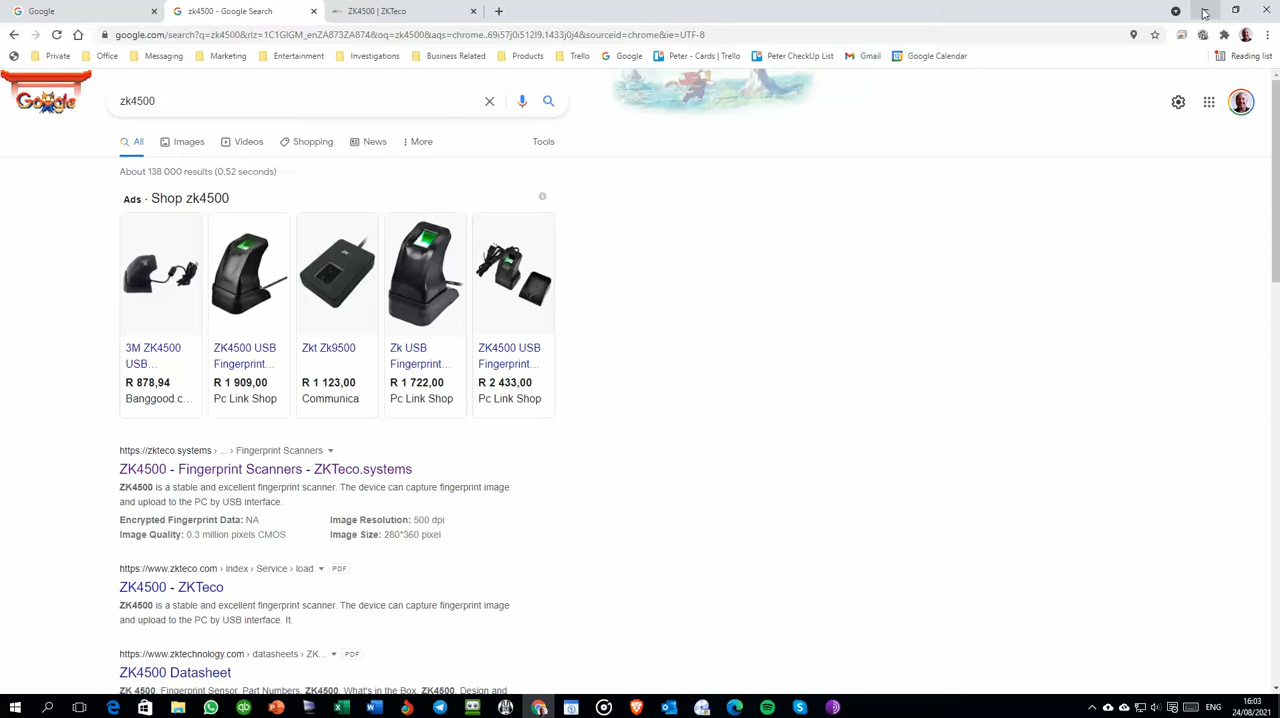 Google
zk4500 - Google Search
ZK4500 | ZKTeco
google.com/search?q=zk4500&rlz=1C1GIGM_enZA873ZA874&oq=zk4500&aqs=chrome..69i57j0i512l9.1433j0j4&sourceid=chrome&ie=UTF-8
Private
Office
Messaging
Marketing
Entertainment
Investigations
Business Related
Products
Trello
Google
Peter - Cards | Trello
Peter CheckUp List
Gmail
Google Calendar
Reading list
Google
zk4500
All
Images
Videos
Shopping
News
More
Tools
About 138 000 results (0,52 seconds)
Ads · Shop zk4500
3M ZK4500
USB...
R 878,94
Banggood.c...
ZK4500 USB
Fingerprint...
R 1 909,00
Pc Link Shop
Zkt Zk9500
R 1 123,00
Communica
Zk USB
Fingerprint...
R 1 722,00
Pc Link Shop
ZK4500 USB
Fingerprint...
R 2 433,00
Pc Link Shop
https://zkteco.systems › ... › Fingerprint Scanners
ZK4500 - Fingerprint Scanners - ZKTeco.systems
ZK4500 is a stable and excellent fingerprint scanner. The device can capture fingerprint image
and upload to the PC by USB interface.
Encrypted Fingerprint Data: NA
Image Resolution: 500 dpi
Image Quality: 0.3 million pixels CMOS
Image Size: 280*360 pixel
https://www.zkteco.com › index › Service › load
PDF
ZK4500 - ZKTeco
ZK4500 is a stable and excellent fingerprint scanner. The device can capture fingerprint image
and upload to the PC by USB interface. It.
https://www.zktechnology.com › datasheets › ZK...
PDF
ZK4500 Datasheet
ZK 4500. Fingerprint Sensor. Part Numbers. ZK4500. What's in the Box. ZK4500. Design and
ENG
16:03
24/08/2021